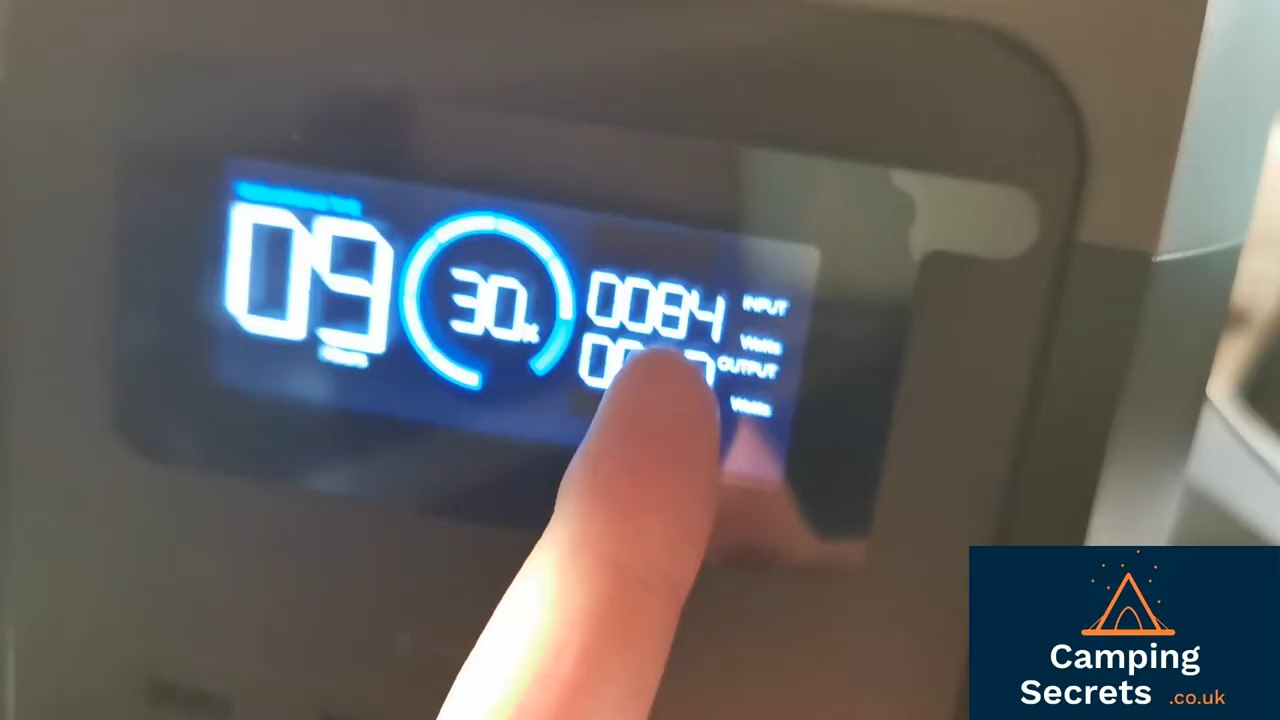 09
30%
0084 INPUT
Watts
OUTPUT
Watts
Camping
Secrets .co.uk